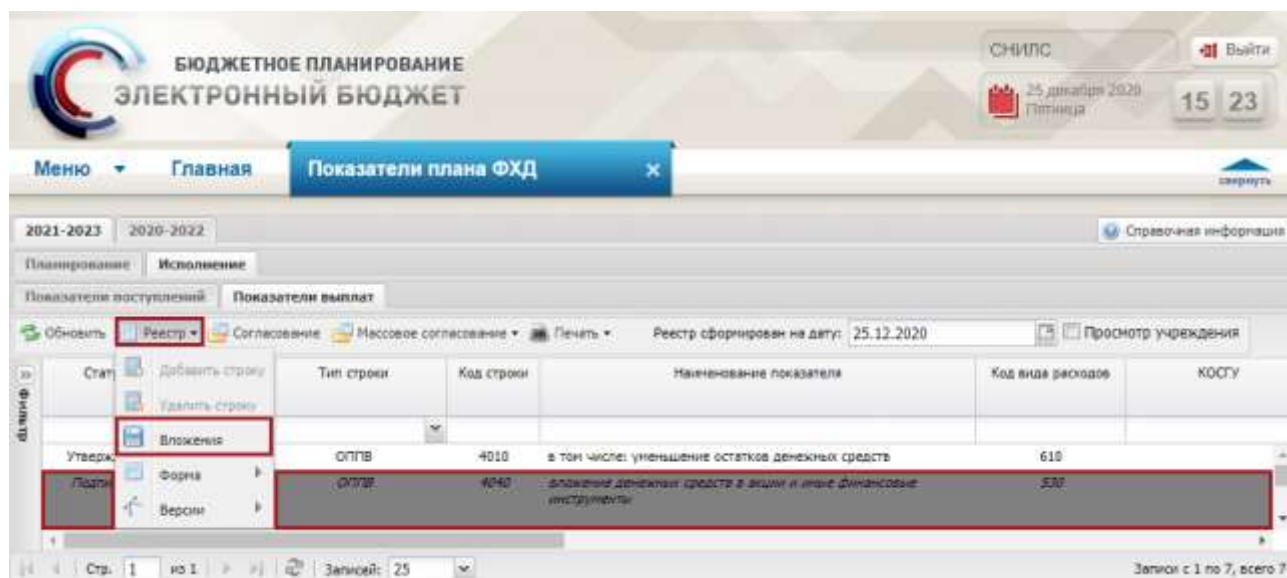 БЮДЖЕТНОЕ ПЛАНИРОВАНИЕ
ЭЛЕКТРОННЫЙ БЮДЖЕТ
СНИЛС
Выйти
25 декабря 2020
Пятница
15 23
Меню Главная Показатели плана ФХД
свернуть
2021-2023 2020-2022 Справочная информация
Планирование Исполнение
Показатели поступлений Показатели выплат
Обновить Реестр Согласование Массовое согласование Печать Реестр сформирован на дату: 25.12.2020 Просмотр учреждения
Фильтр
Стат Тип строки Код строки Наименование показателя Код вида расходов КОСГУ
Добавить строку
Удалить строку
Вложения
Форма
Версии
Утверж ОППВ 4010 в том числе: уменьшение остатков денежных средств 610
Подпи ОППВ 4040 вложение денежных средств в акции и иные финансовые инструменты 530
Стр. 1 из 1 Записей: 25 Записи с 1 по 7, всего 7